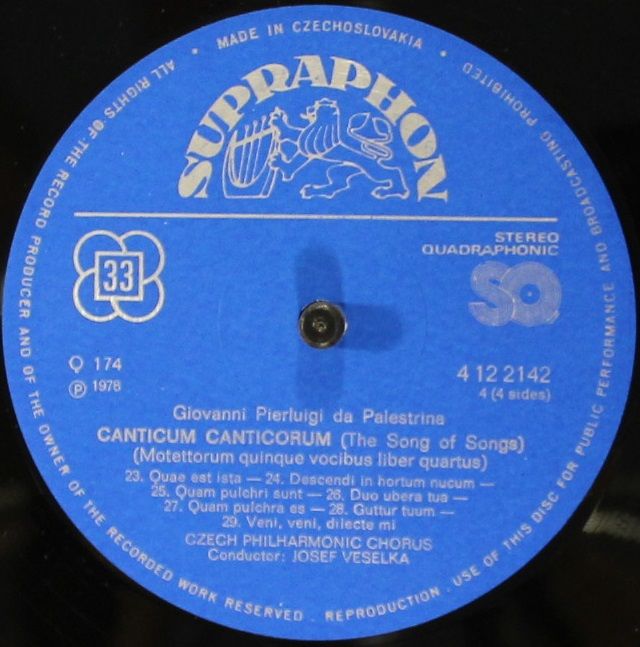 MADE IN CZECHOSLOVAKIA
SUPRAPHON
STEREO
QUADRAPHONIC
33
SQ
Q 174
Ⓟ 1978
4 12 2142
4 (4 sides)
Giovanni Pierluigi da Palestrina
CANTICUM CANTICORUM (The Song of Songs)
(Motettorum quinque vocibus liber quartus)
23. Quae est ista — 24. Descendi in hortum nucum —
25. Quam pulchri sunt — 26. Duo ubera tua —
27. Quam pulchra es — 28. Guttur tuum —
29. Veni, veni, dilecte mi
CZECH PHILHARMONIC CHORUS
Conductor: JOSEF VESELKA
ALL RIGHTS OF THE RECORD PRODUCER AND OF THE OWNER OF THE RECORDED WORK RESERVED . REPRODUCTION . USE OF THIS DISC FOR PUBLIC PERFORMANCE AND BROADCASTING PROHIBITED